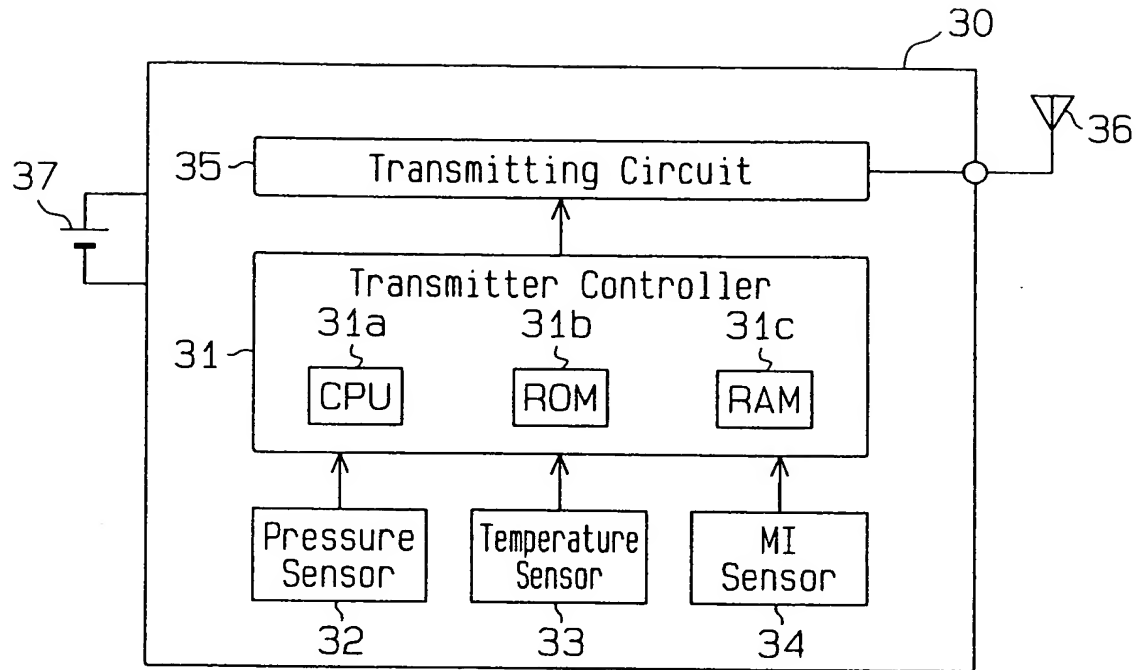 30
36
35
Transmitting Circuit
37
Transmitter Controller
31a
31b
31c
31
CPU
ROM
RAM
Pressure
Sensor
Temperature
Sensor
MI
Sensor
32
33
34